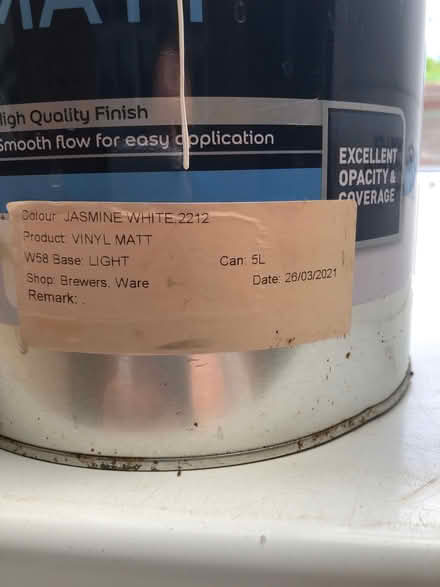 MATT
High Quality Finish
Smooth flow for easy application
EXCELLENT
OPACITY &
COVERAGE
Colour: JASMINE WHITE.2212
Product: VINYL MATT
W58 Base: LIGHT Can: 5L
Shop: Brewers. Ware Date: 26/03/2021
Remark: .